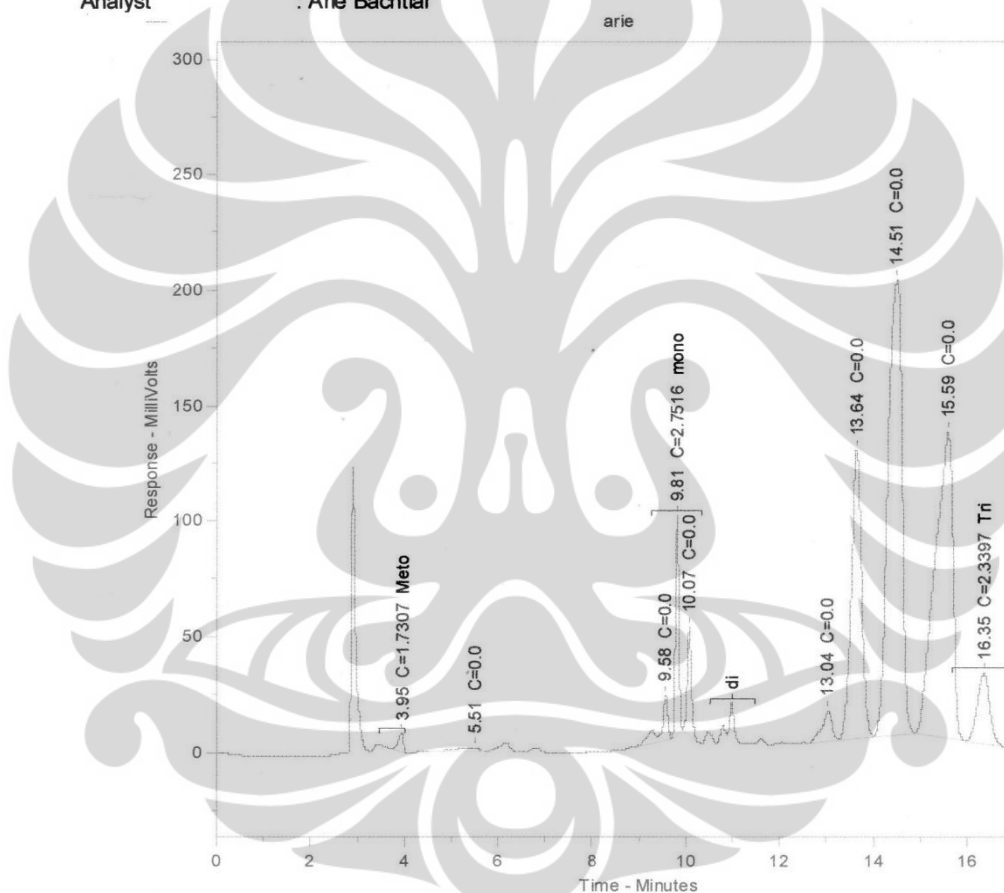 Analyst : Arie Bachtiar
arie
300
250
200
150
100
50
0
Response - MilliVolts
3.95 C=1.7307 Meto
5.51 C=0.0
9.58 C=0.0
9.81 C=2.7516 mono
10.07 C=0.0
di
13.04 C=0.0
13.64 C=0.0
14.51 C=0.0
15.59 C=0.0
16.35 C=2.3397 Tri
0 2 4 6 8 10 12 14 16
Time - Minutes